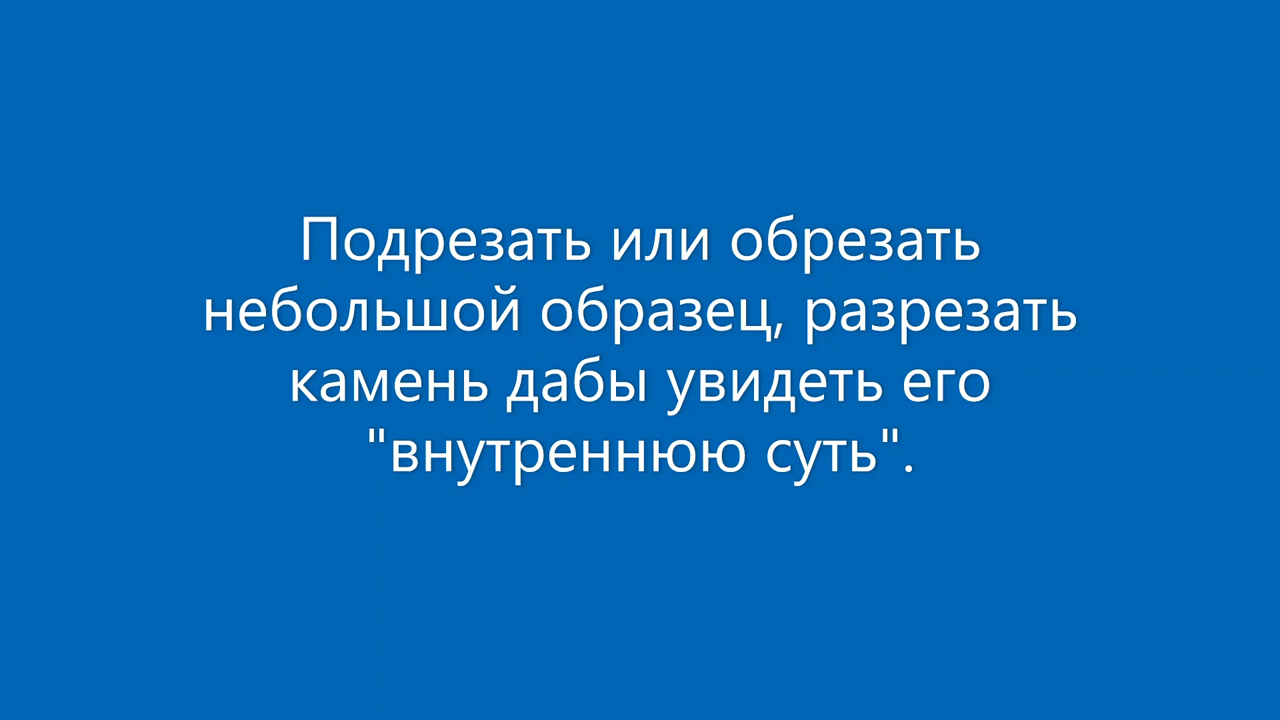 Подрезать или обрезать
небольшой образец, разрезать
камень дабы увидеть его
"внутреннюю суть".